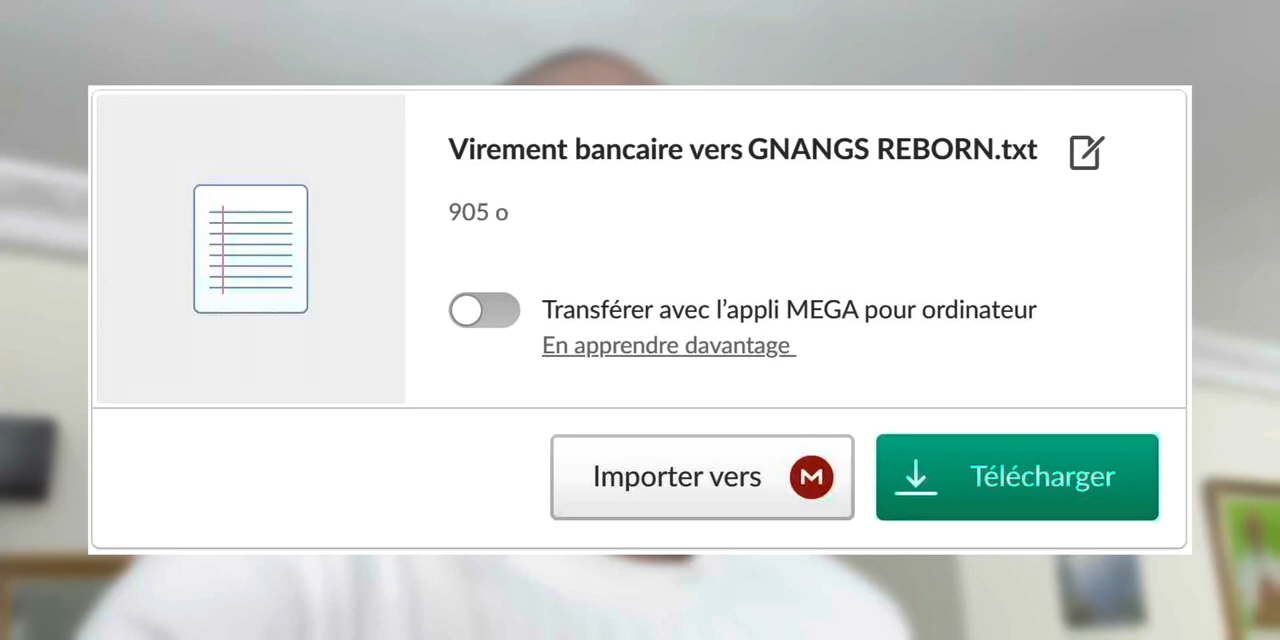 Virement bancaire vers GNANGS REBORN.txt
905 o
Transférer avec l’appli MEGA pour ordinateur
En apprendre davantage
Importer vers M
Télécharger